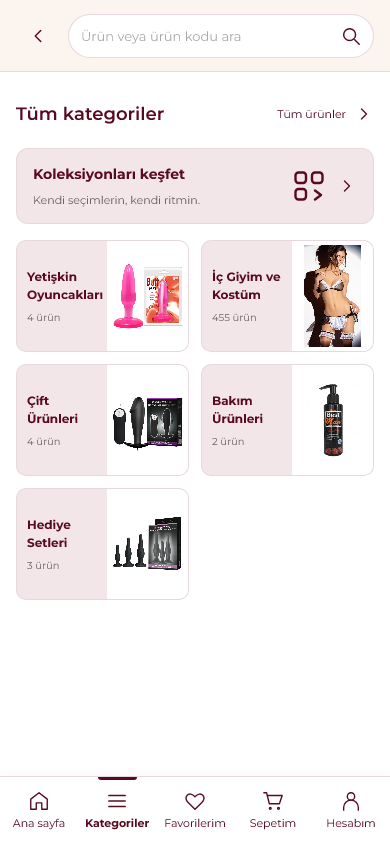 Ürün veya ürün kodu ara
Tüm kategoriler
Tüm ürünler
Koleksiyonları keşfet
Kendi seçimlerin, kendi ritmin.
Yetişkin
Oyuncakları
4 ürün
İç Giyim ve
Kostüm
455 ürün
Çift
Ürünleri
4 ürün
Bakım
Ürünleri
2 ürün
Hediye
Setleri
3 ürün
Ana sayfa
Kategoriler
Favorilerim
Sepetim
Hesabım